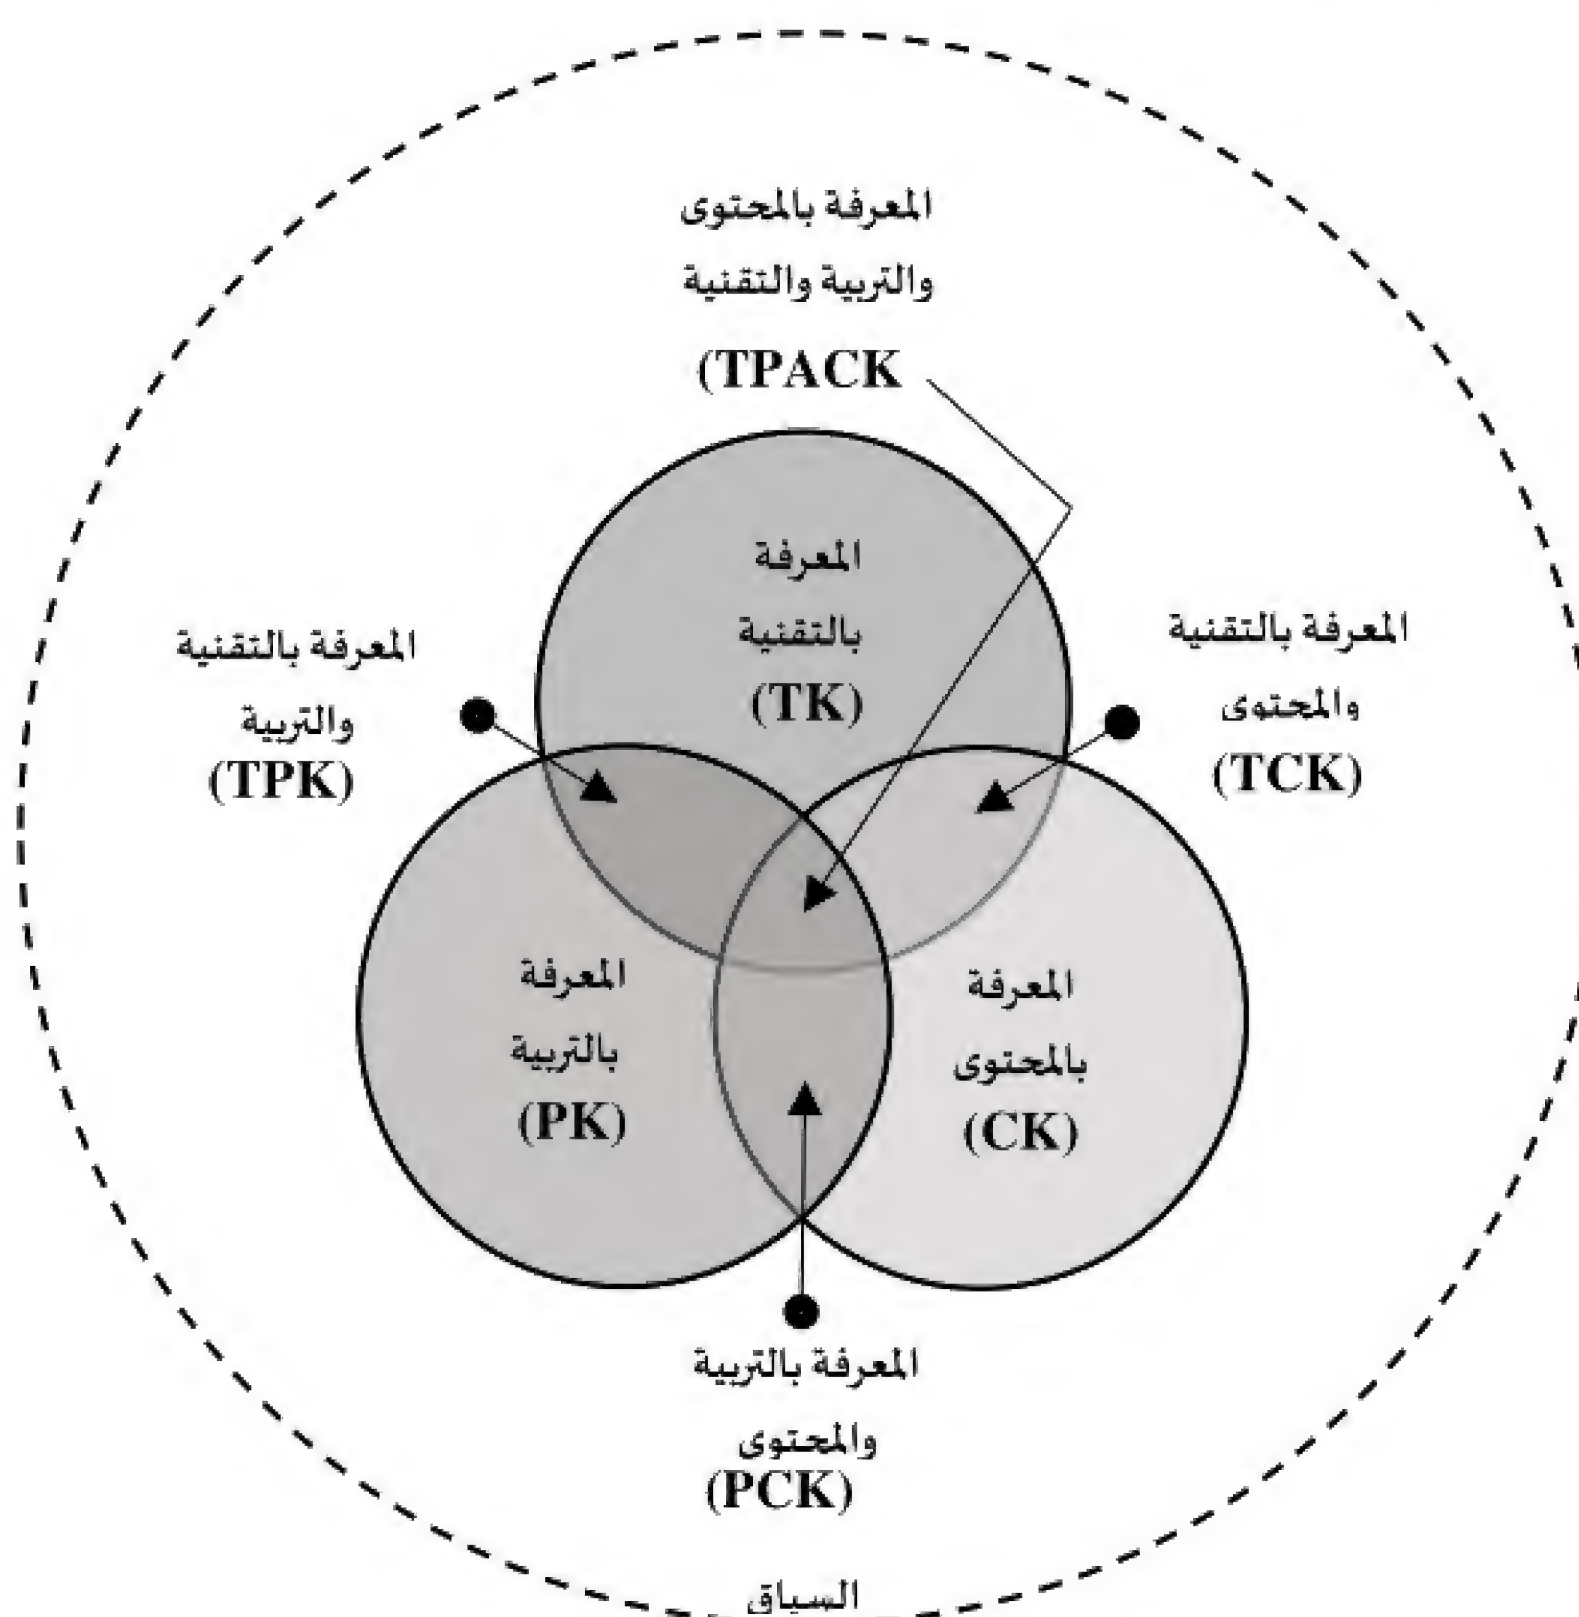 المعرفة بالمحتوى
والتربية والتقنية
(TPACK
المعرفة
بالتقنية
(TK)
المعرفة بالتقنية
والمحتوى
(TCK)
المعرفة بالتقنية
والتربية
(TPK)
المعرفة
بالمحتوى
(CK)
المعرفة
بالتربية
(PK)
المعرفة بالتربية
والمحتوى
(PCK)
السياق